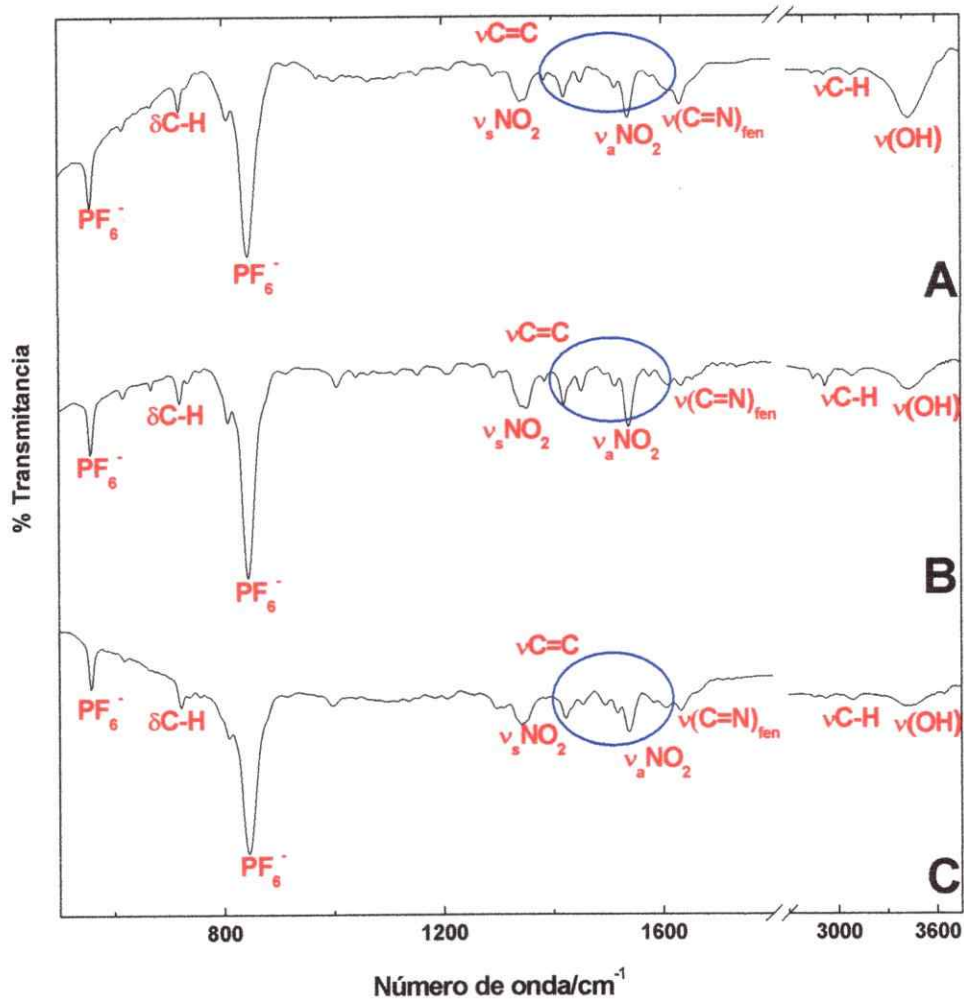 νC=C
νₛNO₂
νₐNO₂
ν(C=N)fen
νC-H
ν(OH)
δC-H
PF₆⁻
PF₆⁻
A
νC=C
νₛNO₂
νₐNO₂
ν(C=N)fen
νC-H
ν(OH)
δC-H
PF₆⁻
PF₆⁻
B
νC=C
νₛNO₂
νₐNO₂
ν(C=N)fen
νC-H
ν(OH)
δC-H
PF₆⁻
PF₆⁻
C
% Transmitancia
800 1200 1600 3000 3600
Número de onda/cm⁻¹